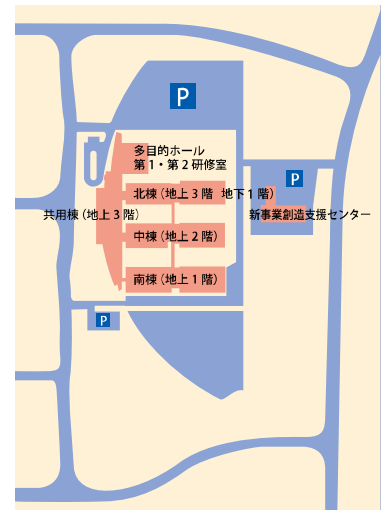 P
多目的ホール
第1・第2研修室
P
北棟（地上3階 地下1階）
共用棟（地上3階）
新事業創造支援センター
中棟（地上2階）
南棟（地上1階）
P